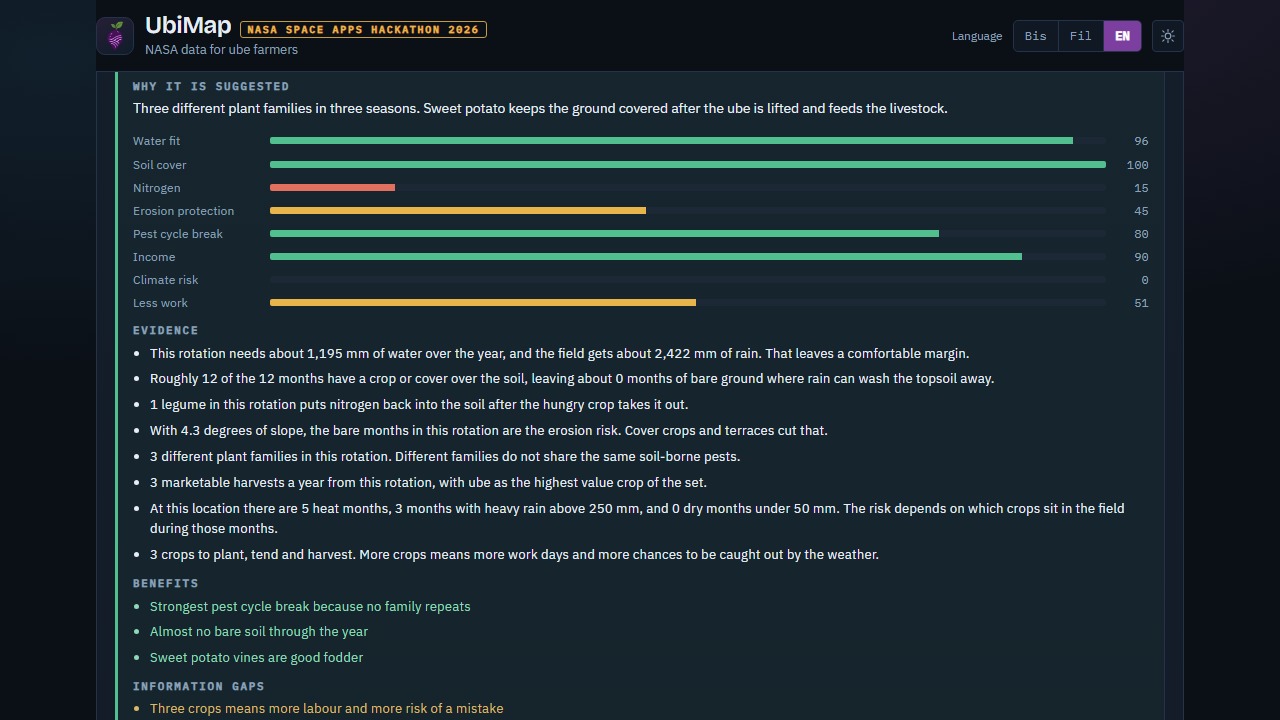 UbiMap NASA SPACE APPS HACKATHON 2026
NASA data for ube farmers
Language Bis Fil EN
WHY IT IS SUGGESTED
Three different plant families in three seasons. Sweet potato keeps the ground covered after the ube is lifted and feeds the livestock.
Water fit 96
Soil cover 100
Nitrogen 15
Erosion protection 45
Pest cycle break 80
Income 90
Climate risk 0
Less work 51
EVIDENCE
This rotation needs about 1,195 mm of water over the year, and the field gets about 2,422 mm of rain. That leaves a comfortable margin.
Roughly 12 of the 12 months have a crop or cover over the soil, leaving about 0 months of bare ground where rain can wash the topsoil away.
1 legume in this rotation puts nitrogen back into the soil after the hungry crop takes it out.
With 4.3 degrees of slope, the bare months in this rotation are the erosion risk. Cover crops and terraces cut that.
3 different plant families in this rotation. Different families do not share the same soil-borne pests.
3 marketable harvests a year from this rotation, with ube as the highest value crop of the set.
At this location there are 5 heat months, 3 months with heavy rain above 250 mm, and 0 dry months under 50 mm. The risk depends on which crops sit in the field
during those months.
3 crops to plant, tend and harvest. More crops means more work days and more chances to be caught out by the weather.
BENEFITS
Strongest pest cycle break because no family repeats
Almost no bare soil through the year
Sweet potato vines are good fodder
INFORMATION GAPS
Three crops means more labour and more risk of a mistake